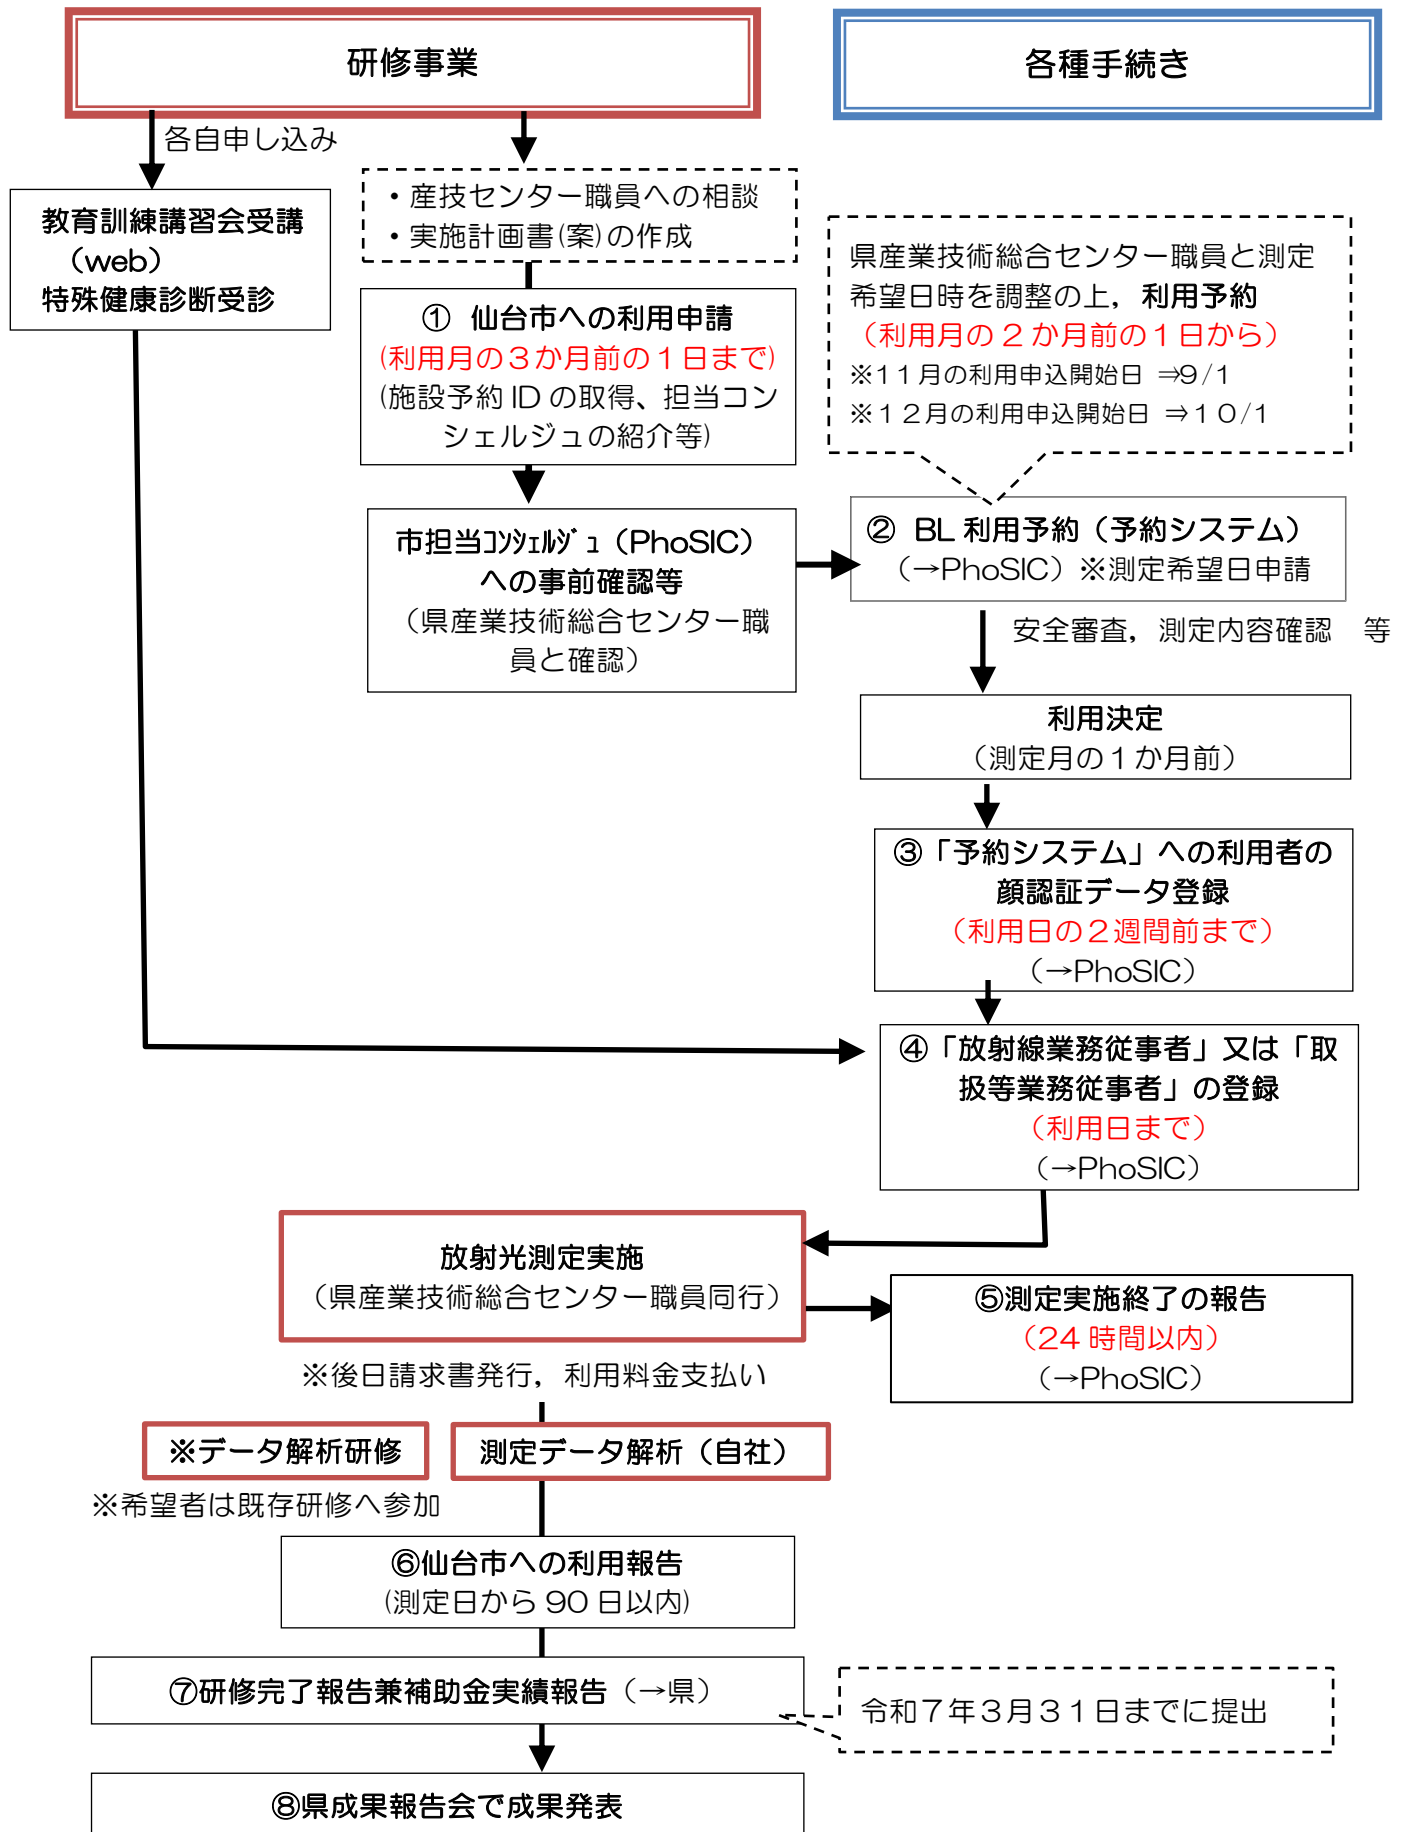 研修事業
各種手続き
各自申し込み
・産技センター職員への相談
・実施計画書(案)の作成
教育訓練講習会受講
（web）
特殊健康診断受診
県産業技術総合センター職員と測定
希望日時を調整の上，利用予約
（利用月の２か月前の１日から）
※１１月の利用申込開始日 ⇒9/1
※１２月の利用申込開始日 ⇒１０/1
① 仙台市への利用申請
(利用月の３か月前の１日まで)
(施設予約 ID の取得、担当コン
シェルジュの紹介等)
市担当ｺﾝｼｪﾙｼﾞｭ（PhoSIC）
への事前確認等
（県産業技術総合センター職
員と確認）
② BL 利用予約（予約システム）
（→PhoSIC）※測定希望日申請
安全審査，測定内容確認　等
利用決定
（測定月の１か月前）
③「予約システム」への利用者の
顔認証データ登録
（利用日の２週間前まで）
（→PhoSIC）
④「放射線業務従事者」又は「取
扱等業務従事者」の登録
（利用日まで）
（→PhoSIC）
放射光測定実施
（県産業技術総合センター職員同行）
⑤測定実施終了の報告
（24 時間以内）
（→PhoSIC）
※後日請求書発行，利用料金支払い
※データ解析研修
測定データ解析（自社）
※希望者は既存研修へ参加
⑥仙台市への利用報告
(測定日から 90 日以内)
⑦研修完了報告兼補助金実績報告（→県）
令和７年３月３１日までに提出
⑧県成果報告会で成果発表